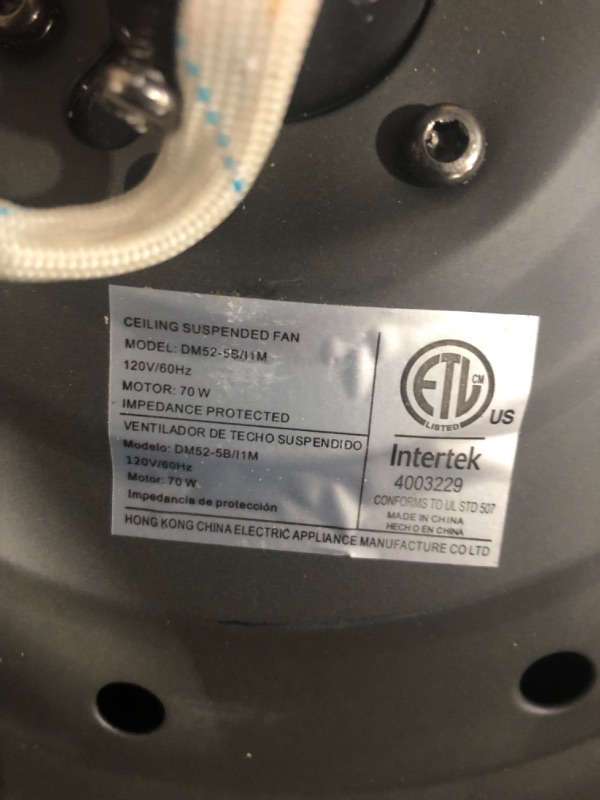 CEILING SUSPENDED FAN
MODEL: DM52-5B/I1M
120V/60Hz
MOTOR: 70 W
IMPEDANCE PROTECTED
VENTILADOR DE TECHO SUSPENDIDO
Modelo: DM52-5B/I1M
120V/60Hz
Motor: 70 W
Impedancia de protección
ETL CM
LISTED
US
Intertek
4003229
CONFORMS TO UL STD 507
MADE IN CHINA
HECHO EN CHINA
HONG KONG CHINA ELECTRIC APPLIANCE MANUFACTURE CO LTD